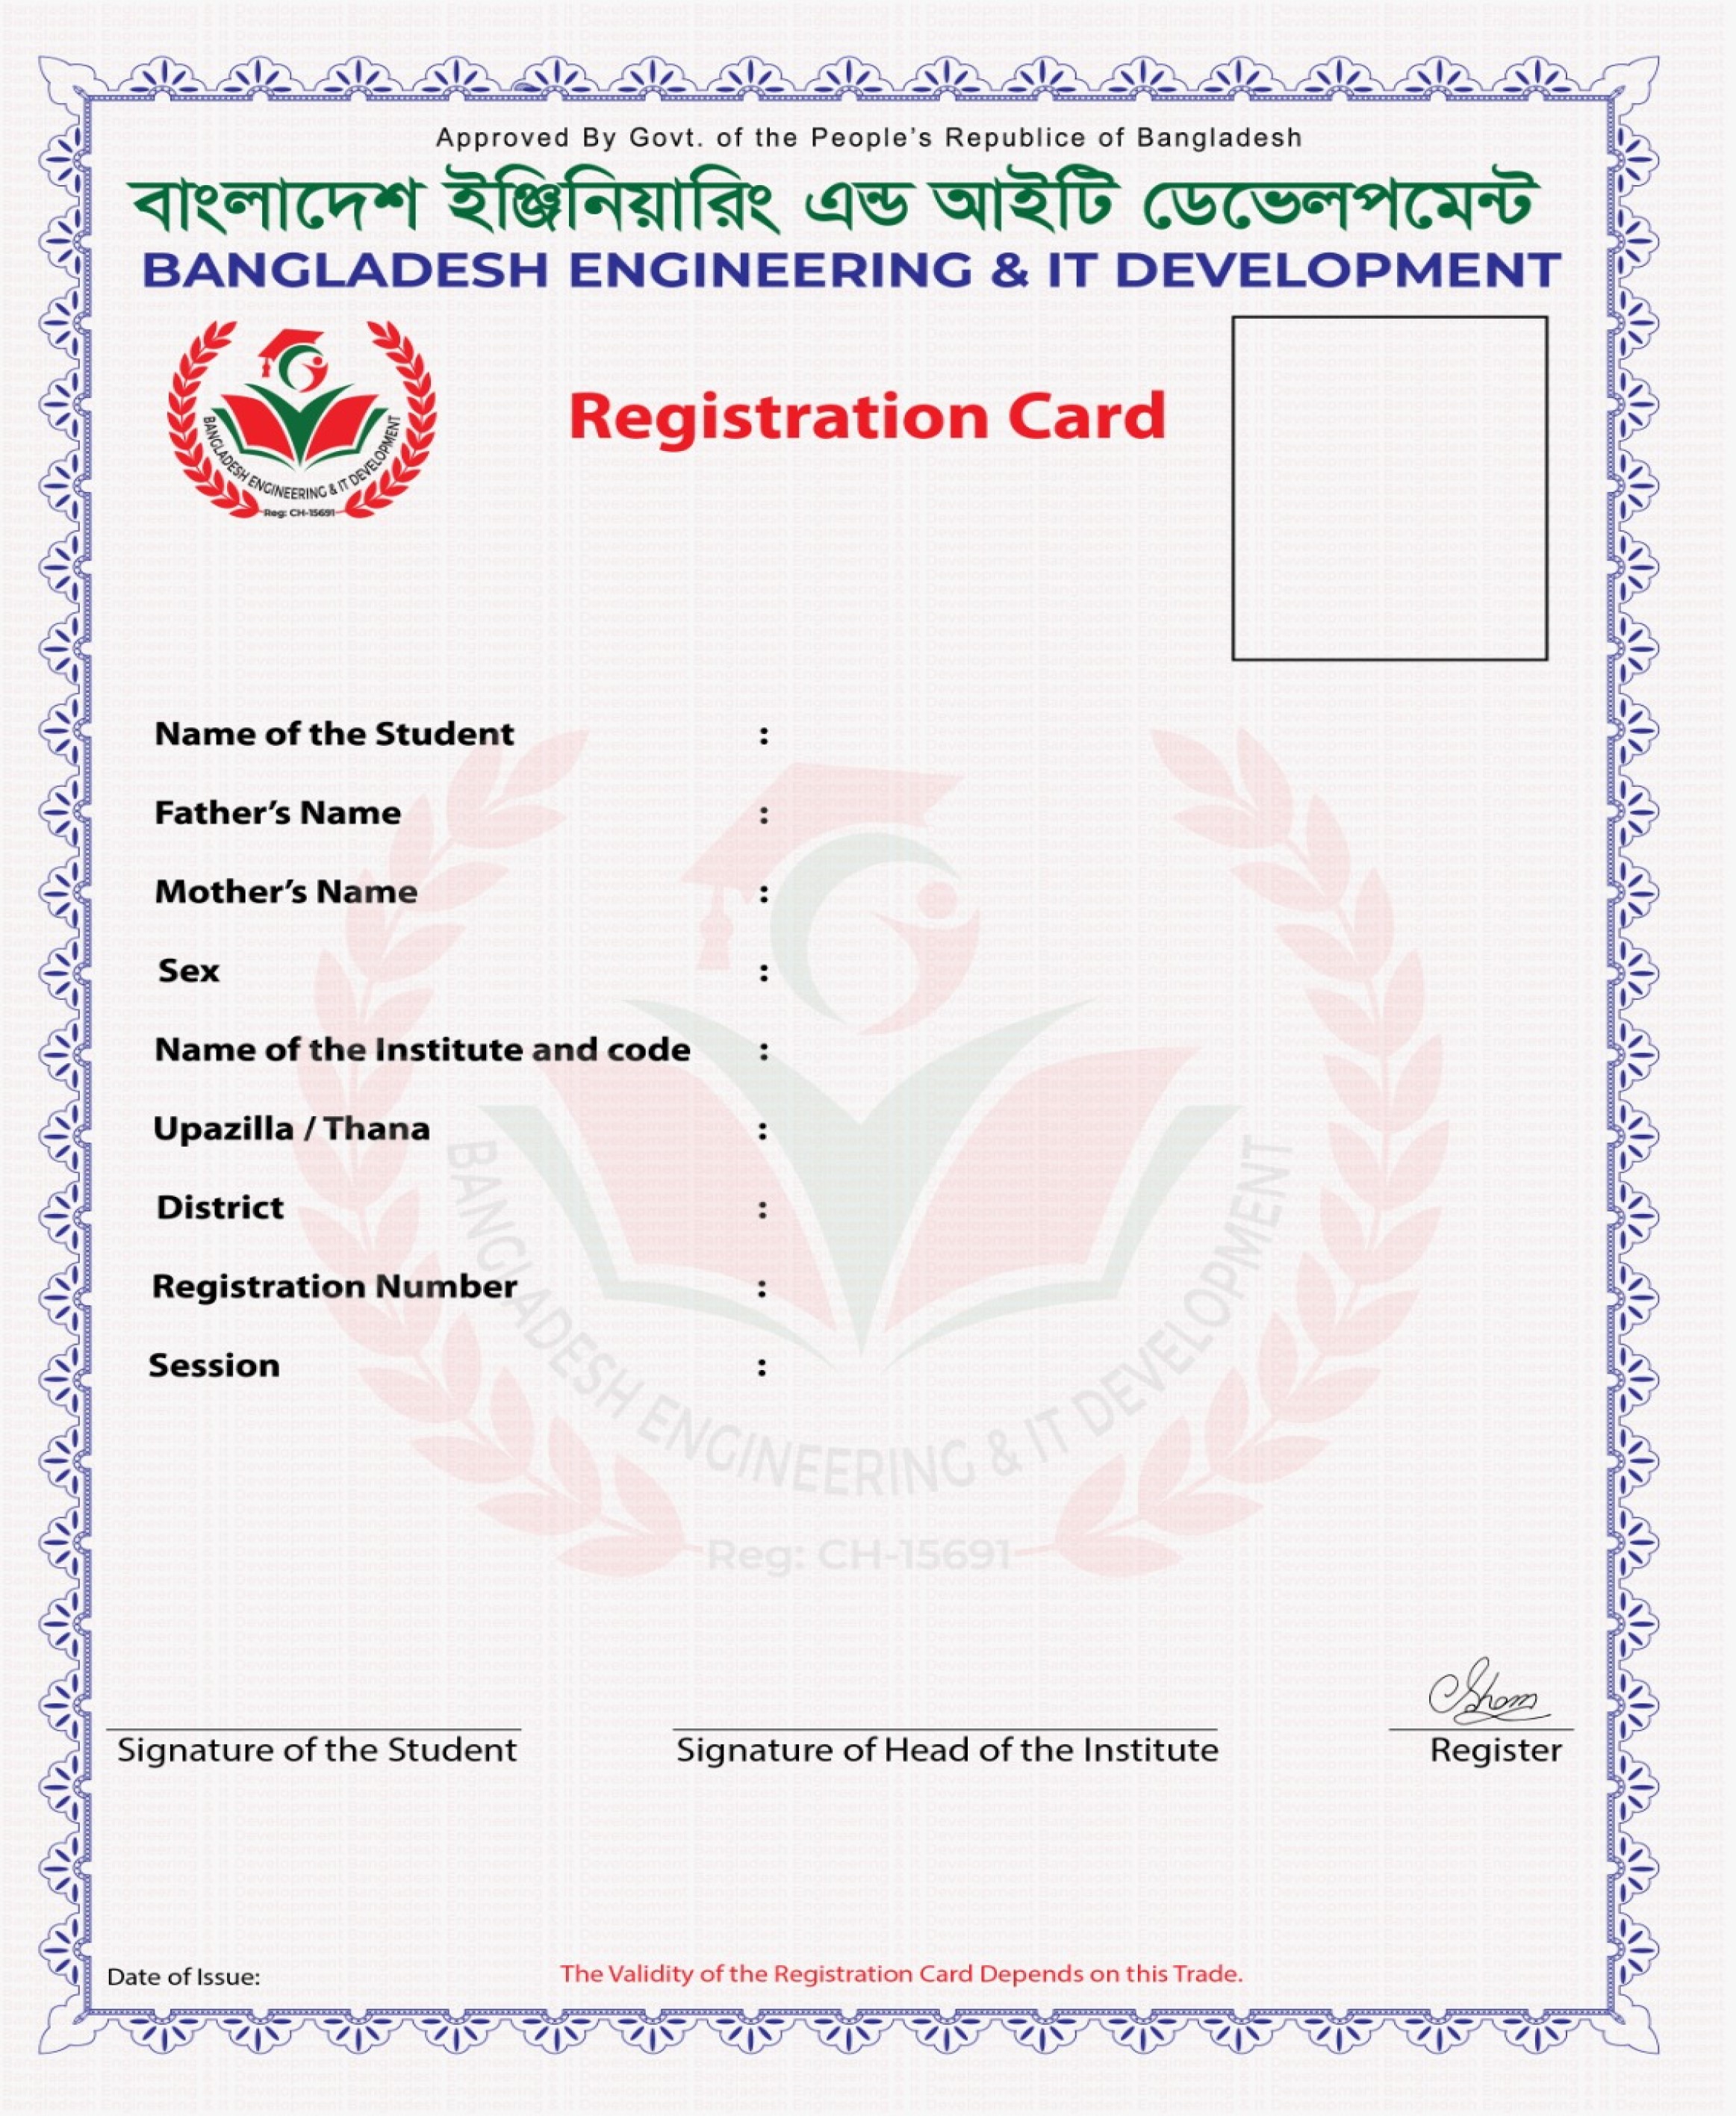 Approved By Govt. of the People's Republice of Bangladesh
বাংলাদেশ ইঞ্জিনিয়ারিং এন্ড আইটি ডেভেলপমেন্ট
BANGLADESH ENGINEERING & IT DEVELOPMENT
BANGLADESH ENGINEERING & IT DEVELOPMENT
Reg: CH-15691
Registration Card
Name of the Student :
Father's Name :
Mother's Name :
Sex :
Name of the Institute and code :
Upazilla / Thana :
District :
Registration Number :
Session :
BANGLADESH ENGINEERING & IT DEVELOPMENT
Reg: CH-15691
Signature of the Student
Signature of Head of the Institute
Register
Date of Issue:
The Validity of the Registration Card Depends on this Trade.